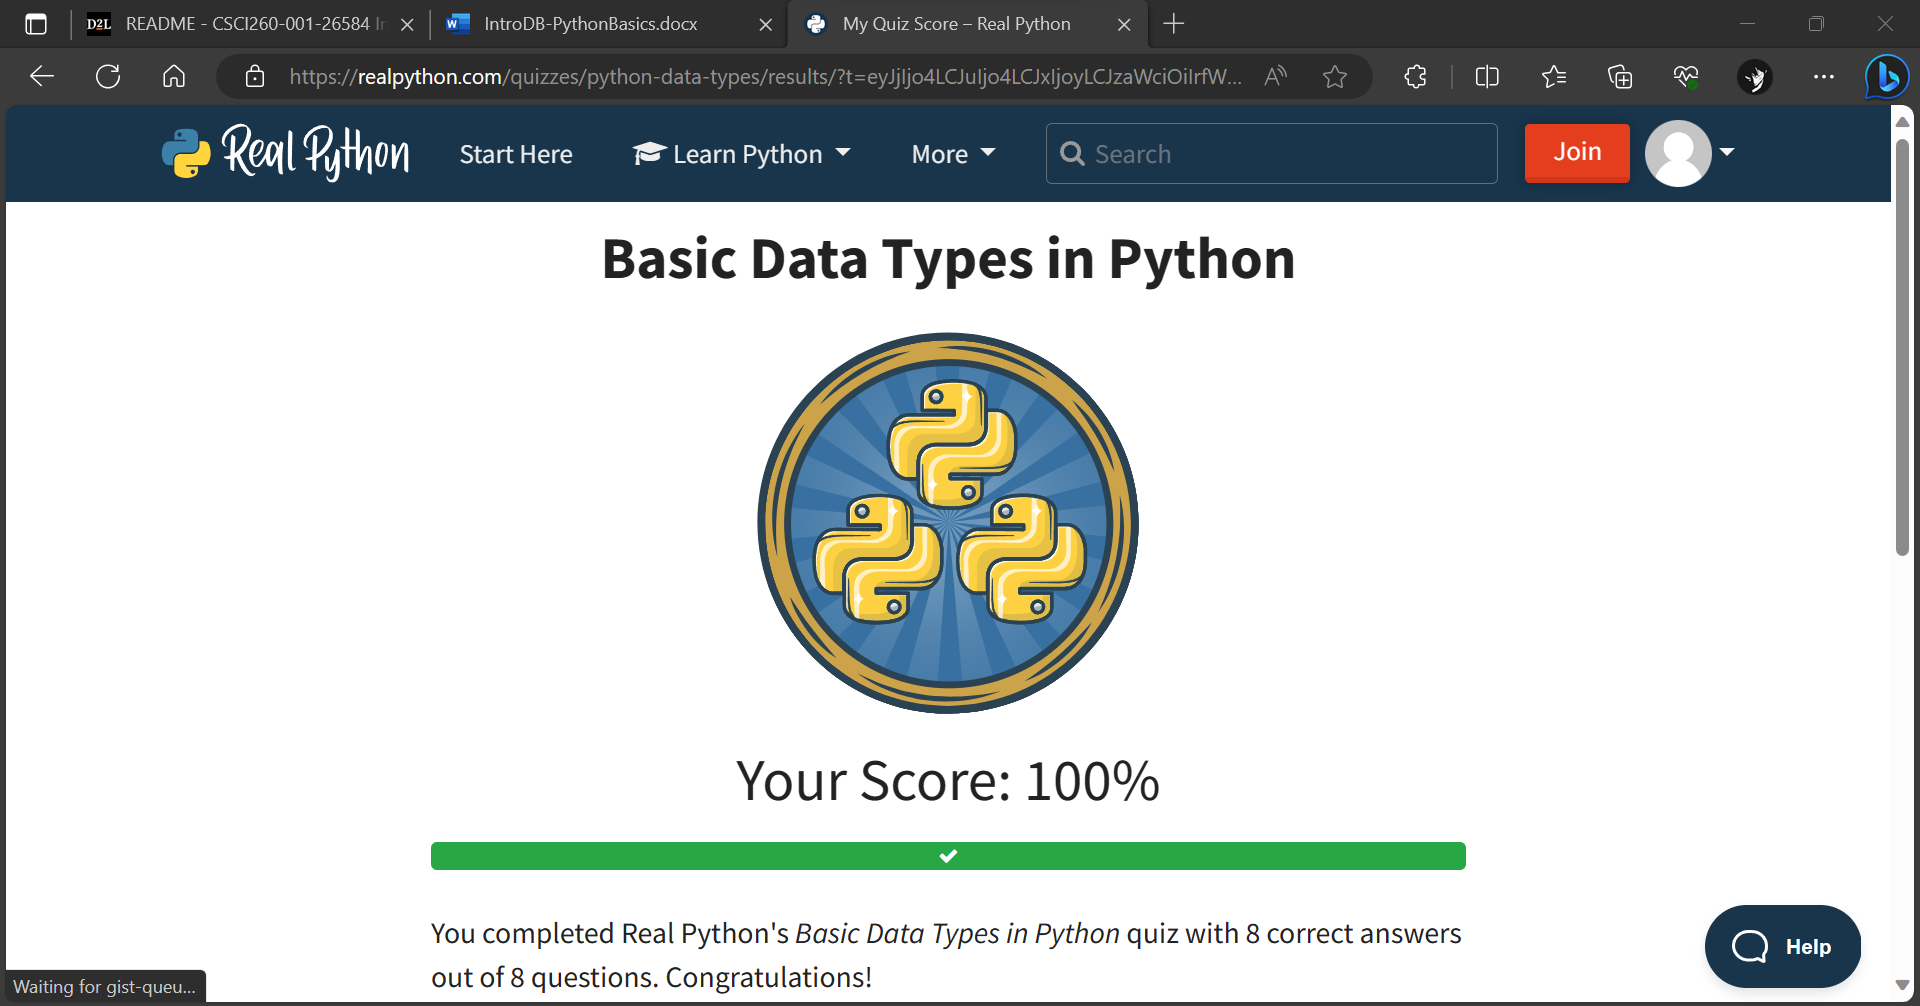 README - CSCI260-001-26584 In
IntroDB-PythonBasics.docx
My Quiz Score – Real Python
https://realpython.com/quizzes/python-data-types/results/?t=eyJjIjo4LCJuIjo4LCJxIjoyLCJzaWciOiIrfW...
Real Python
Start Here
Learn Python
More
Search
Join
Basic Data Types in Python
Your Score: 100%
You completed Real Python's Basic Data Types in Python quiz with 8 correct answers
out of 8 questions. Congratulations!
Help
Waiting for gist-queu...